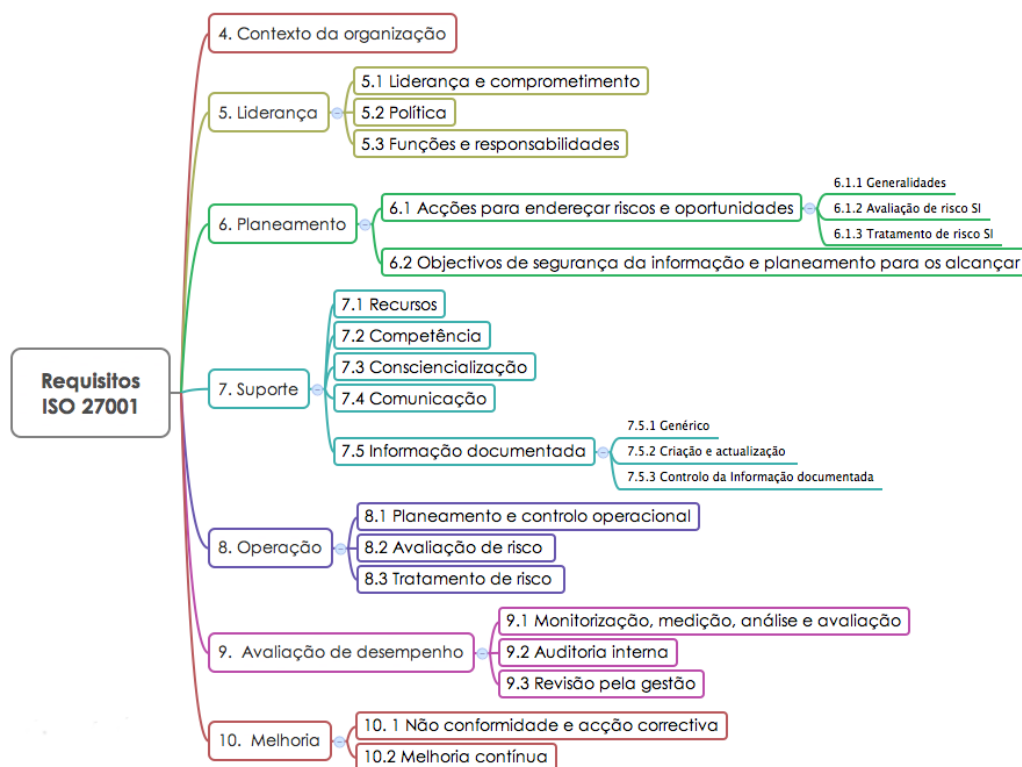 4. Contexto da organização
5. Liderança
5.1 Liderança e comprometimento
5.2 Política
5.3 Funções e responsabilidades
6. Planeamento
6.1 Acções para endereçar riscos e oportunidades
6.1.1 Generalidades
6.1.2 Avaliação de risco SI
6.1.3 Tratamento de risco SI
6.2 Objectivos de segurança da informação e planeamento para os alcançar
Requisitos
ISO 27001
7. Suporte
7.1 Recursos
7.2 Competência
7.3 Consciencialização
7.4 Comunicação
7.5 Informação documentada
7.5.1 Genérico
7.5.2 Criação e actualização
7.5.3 Controlo da Informação documentada
8. Operação
8.1 Planeamento e controlo operacional
8.2 Avaliação de risco
8.3 Tratamento de risco
9. Avaliação de desempenho
9.1 Monitorização, medição, análise e avaliação
9.2 Auditoria interna
9.3 Revisão pela gestão
10. Melhoria
10. 1 Não conformidade e acção correctiva
10.2 Melhoria contínua